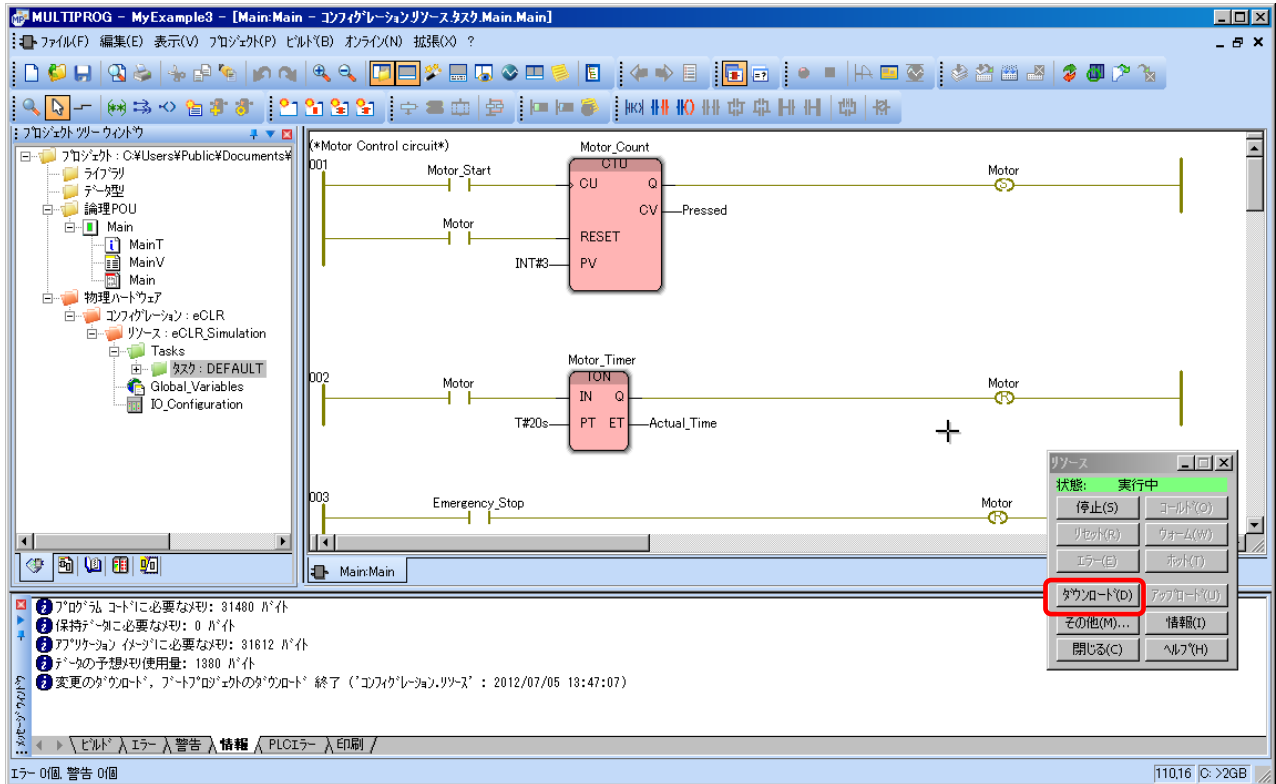 MULTIPROG - MyExample3 - [Main:Main - コンフィグレーション.リソース.タスク.Main.Main]
ファイル(F) 編集(E) 表示(V) プロジェクト(P) ビルド(B) オンライン(N) 拡張(X) ?
プロジェクト ツリー ウィンドウ
プロジェクト : C:¥Users¥Public¥Documents¥
ライブラリ
データ型
論理POU
Main
MainT
MainV
Main
物理ハードウェア
コンフィグレーション : eCLR
リソース : eCLR_Simulation
Tasks
タスク : DEFAULT
Global_Variables
IO_Configuration
(*Motor Control circuit*)
001
Motor_Start
Motor_Count
CTU
CU Q
CV
Pressed
Motor
S
Motor
RESET
INT#3
PV
002
Motor
Motor_Timer
TON
IN Q
T#20s
PT ET
Actual_Time
Motor
R
003
Emergency_Stop
Motor
R
Main:Main
リソース
状態: 実行中
停止(S) コールド(O)
リセット(R) ウォーム(W)
エラー(E) ホット(T)
ダウンロード(D) アップロード(U)
その他(M)... 情報(I)
閉じる(C) ヘルプ(H)
プログラム コードに必要なメモリ: 31480 バイト
保持データに必要なメモリ: 0 バイト
アプリケーション イメージに必要なメモリ: 31612 バイト
データの予想メモリ使用量: 1380 バイト
変更のダウンロード, ブートプロジェクトのダウンロード 終了 ('コンフィグレーション.リソース' : 2012/07/05 13:47:07)
メッセージ ウィンドウ
ビルド エラー 警告 情報 PLCエラー 印刷
エラー 0個, 警告 0個
110,16 C: >2GB